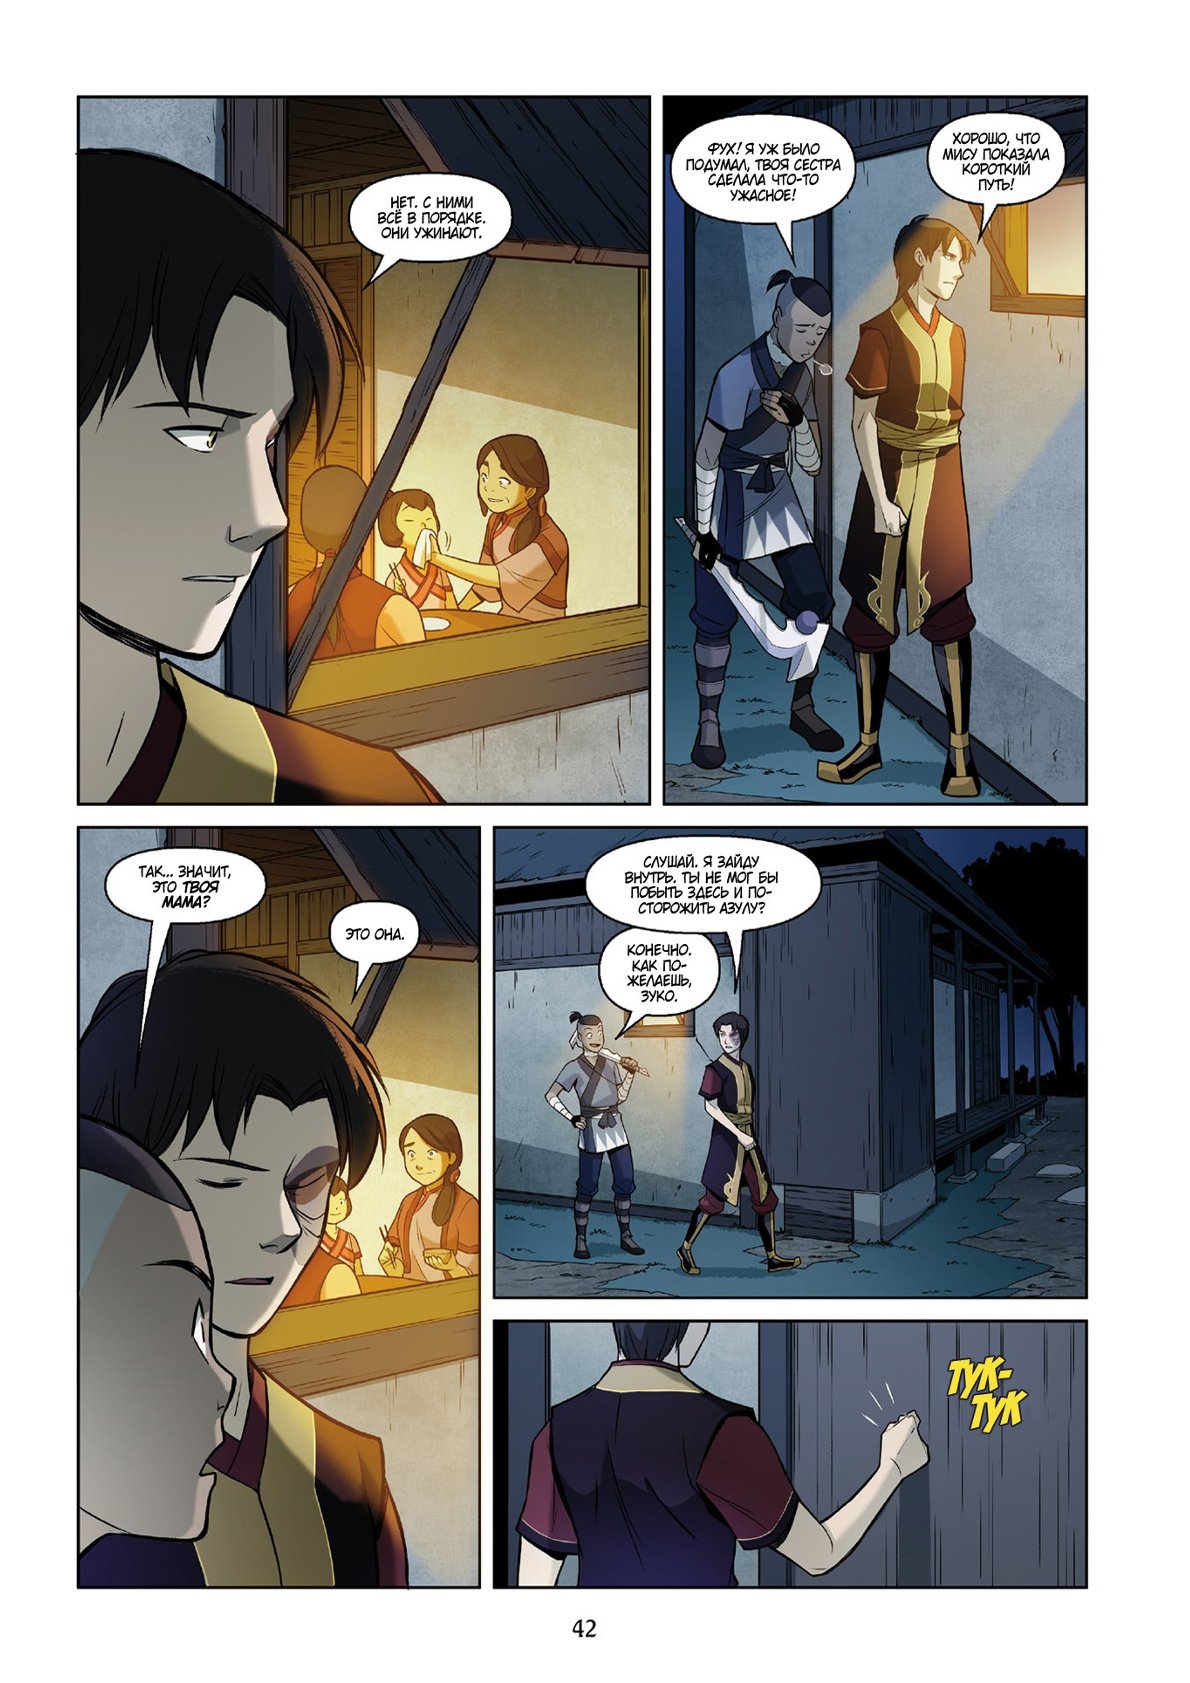 НЕТ. С НИМИ
ВСЁ В ПОРЯДКЕ.
ОНИ УЖИНАЮТ.
ФУХ! Я УЖ БЫЛО
ПОДУМАЛ, ТВОЯ СЕСТРА
СДЕЛАЛА ЧТО-ТО
УЖАСНОЕ!
ХОРОШО, ЧТО
МИСУ ПОКАЗАЛА
КОРОТКИЙ
ПУТЬ!
ТАК... ЗНАЧИТ,
ЭТО ТВОЯ
МАМА?
ЭТО ОНА.
СЛУШАЙ. Я ЗАЙДУ
ВНУТРЬ. ТЫ НЕ МОГ БЫ
ПОБЫТЬ ЗДЕСЬ И ПО-
СТОРОЖИТЬ АЗУЛУ?
КОНЕЧНО.
КАК ПО-
ЖЕЛАЕШЬ,
ЗУКО.
ТУК-
ТУК
42